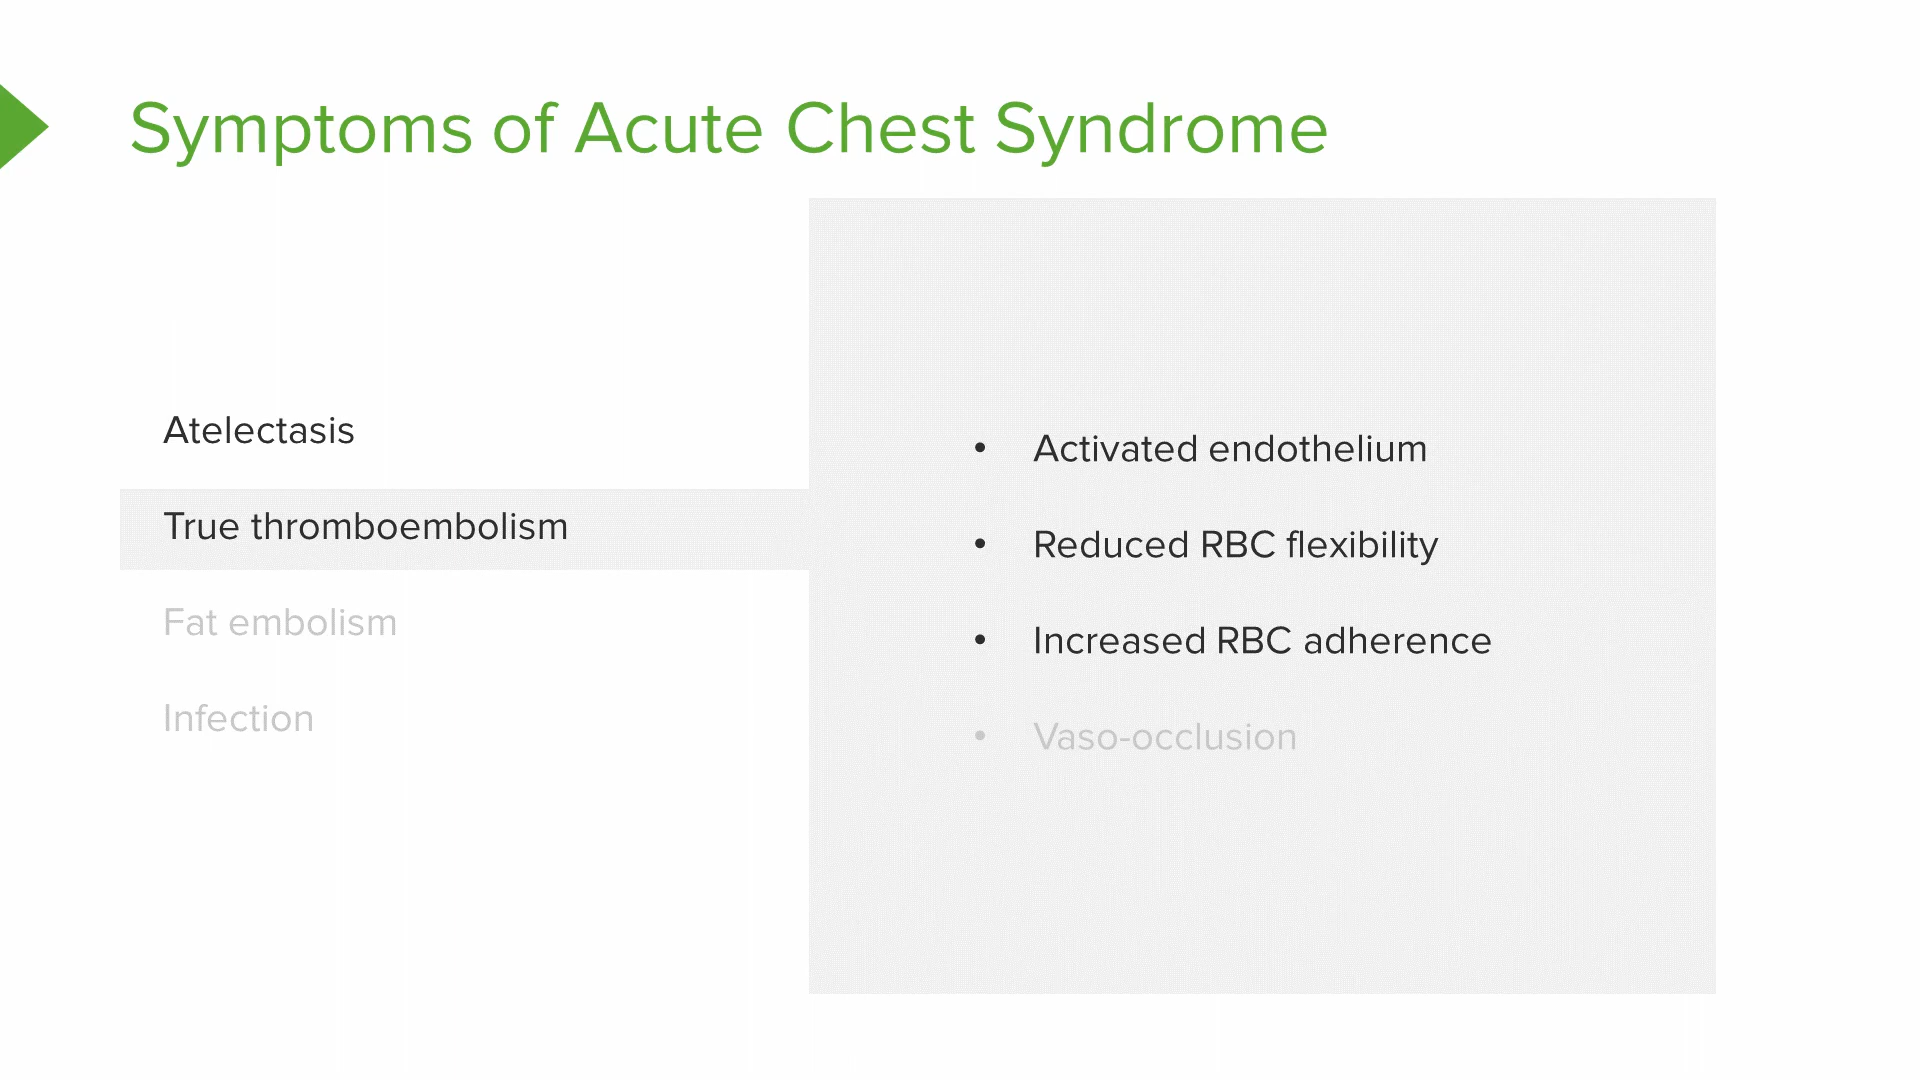 Symptoms of Acute Chest Syndrome
Atelectasis
True thromboembolism
Fat embolism
Infection
• Activated endothelium
• Reduced RBC flexibility
• Increased RBC adherence
• Vaso-occlusion